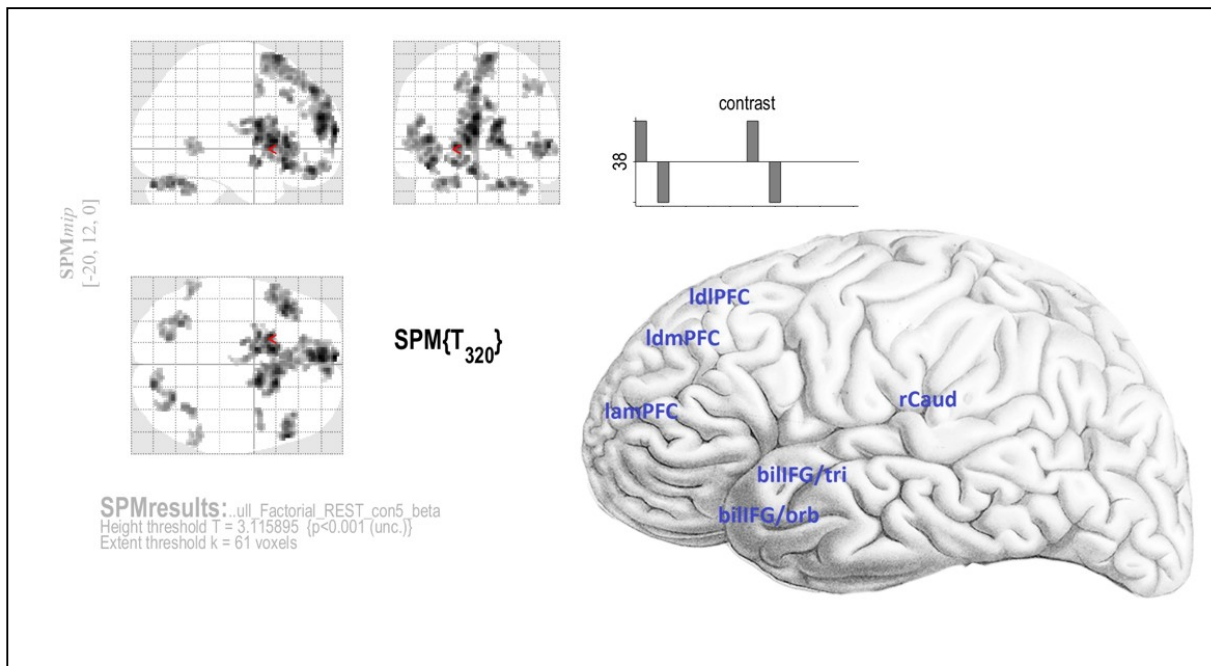 contrast
38
SPMmip
[-20, 12, 0]
SPM{T320}
ldlPFC
ldmPFC
lamPFC
rCaud
bilIFG/tri
bilIFG/orb
SPMresults:..ull_Factorial_REST_con5_beta
Height threshold T = 3.115895 {p<0.001 (unc.)}
Extent threshold k = 61 voxels